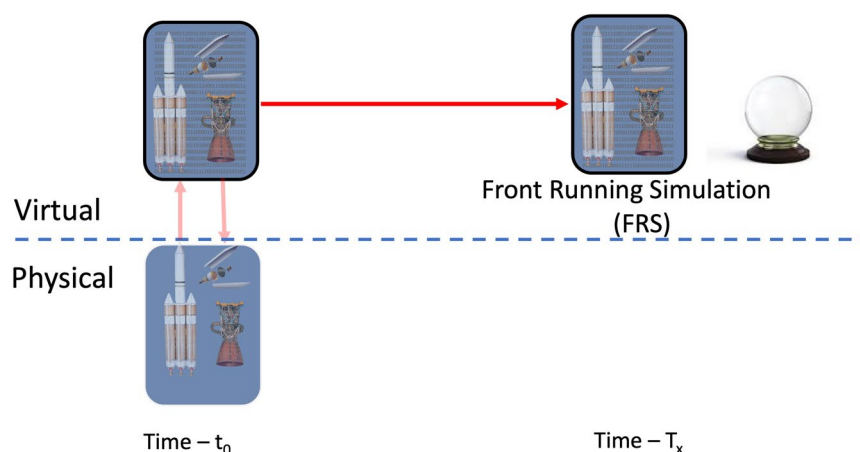 Virtual
Front Running Simulation
(FRS)
Physical
Time – t₀
Time – Tₓ